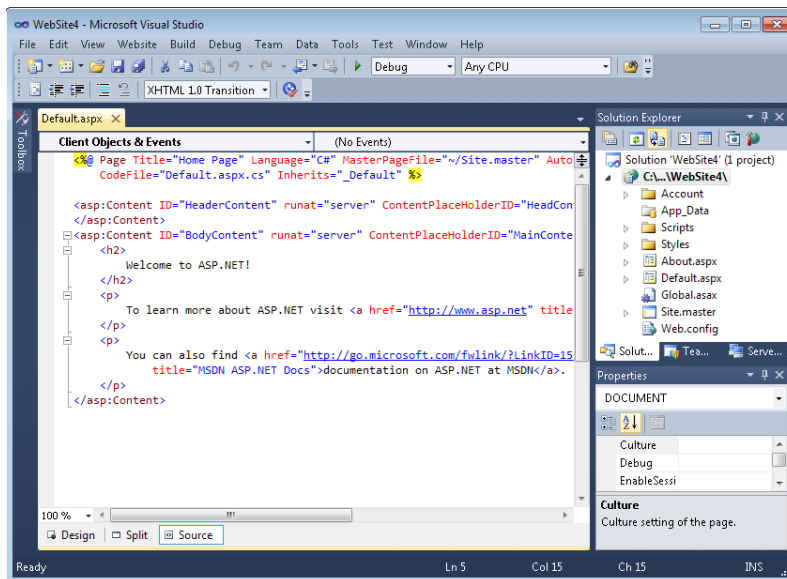 WebSite4 - Microsoft Visual Studio
File Edit View Website Build Debug Team Data Tools Test Window Help
Debug Any CPU
XHTML 1.0 Transition
Toolbox
Default.aspx
Client Objects & Events (No Events)
<%@ Page Title="Home Page" Language="C#" MasterPageFile="~/Site.master" Auto
CodeFile="Default.aspx.cs" Inherits="_Default" %>
<asp:Content ID="HeaderContent" runat="server" ContentPlaceHolderID="HeadCon
</asp:Content>
<asp:Content ID="BodyContent" runat="server" ContentPlaceHolderID="MainConte
<h2>
Welcome to ASP.NET!
</h2>
<p>
To learn more about ASP.NET visit <a href="http://www.asp.net" title
</p>
<p>
You can also find <a href="http://go.microsoft.com/fwlink/?LinkID=15
title="MSDN ASP.NET Docs">documentation on ASP.NET at MSDN</a>.
</p>
</asp:Content>
100 %
Design Split Source
Solution Explorer
Solution 'WebSite4' (1 project)
C:\...\WebSite4\
Account
App_Data
Scripts
Styles
About.aspx
Default.aspx
Global.asax
Site.master
Web.config
Solut... Tea... Serve...
Properties
DOCUMENT
Culture
Debug
EnableSessi
Culture
Culture setting of the page.
Ready Ln 5 Col 15 Ch 15 INS